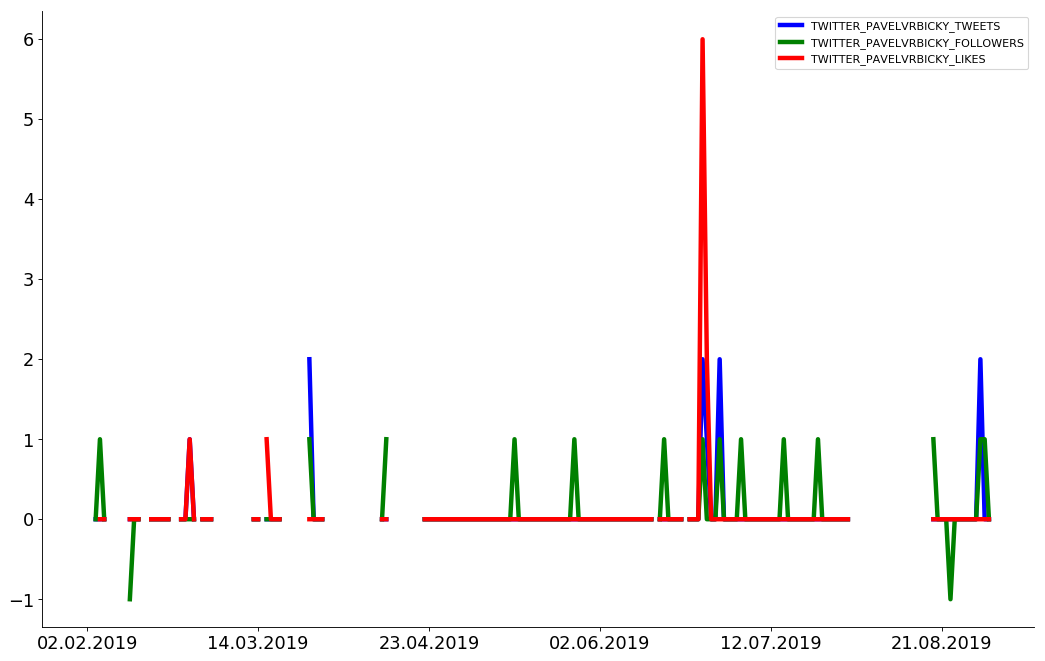 TWITTER_PAVELVRBICKY_TWEETS
TWITTER_PAVELVRBICKY_FOLLOWERS
TWITTER_PAVELVRBICKY_LIKES
6
5
4
3
2
1
0
−1
02.02.2019 14.03.2019 23.04.2019 02.06.2019 12.07.2019 21.08.2019